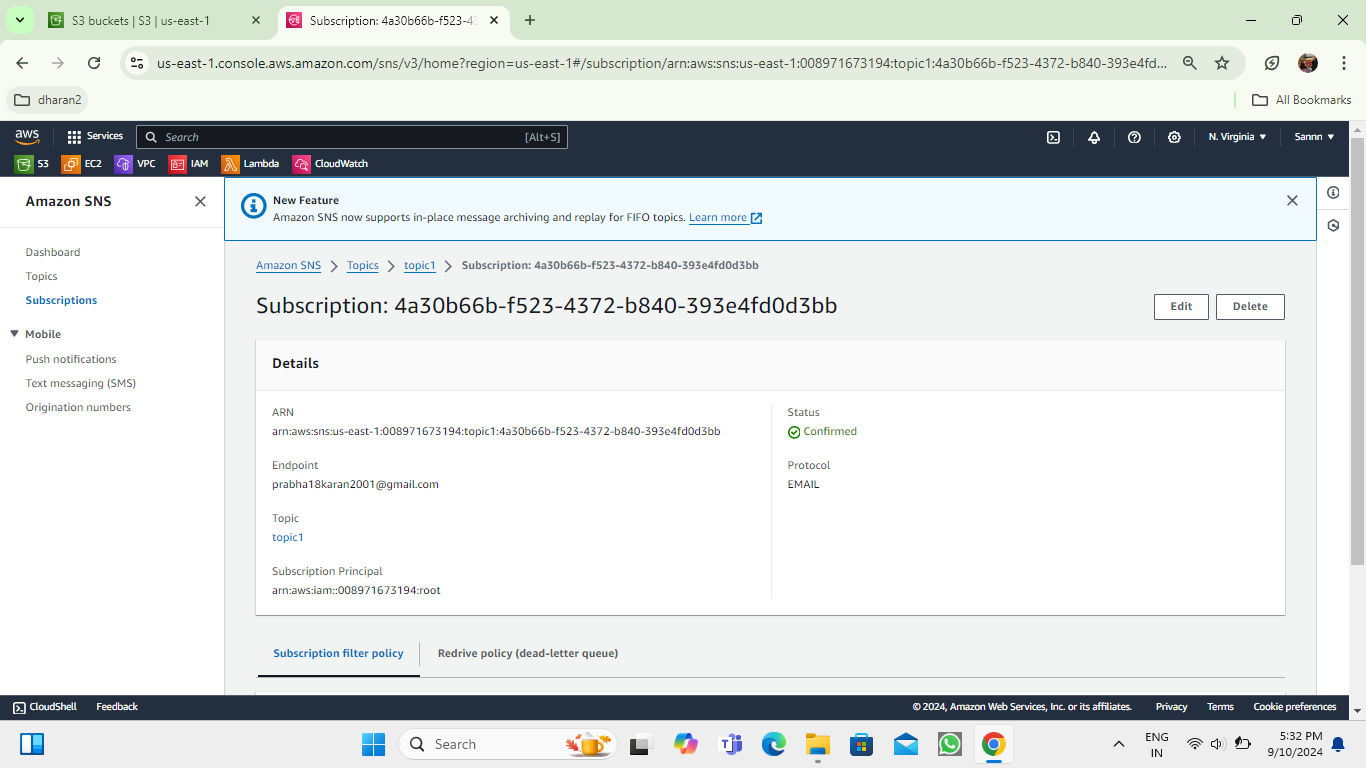 S3 buckets | S3 | us-east-1
Subscription: 4a30b66b-f523-43
us-east-1.console.aws.amazon.com/sns/v3/home?region=us-east-1#/subscription/arn:aws:sns:us-east-1:008971673194:topic1:4a30b66b-f523-4372-b840-393e4fd...
dharan2
All Bookmarks
aws
Services
Search
[Alt+S]
N. Virginia
Sannn
S3
EC2
VPC
IAM
Lambda
CloudWatch
Amazon SNS
New Feature
Amazon SNS now supports in-place message archiving and replay for FIFO topics. Learn more
Dashboard
Topics
Subscriptions
Mobile
Push notifications
Text messaging (SMS)
Origination numbers
Amazon SNS
Topics
topic1
Subscription: 4a30b66b-f523-4372-b840-393e4fd0d3bb
Subscription: 4a30b66b-f523-4372-b840-393e4fd0d3bb
Edit
Delete
Details
ARN
arn:aws:sns:us-east-1:008971673194:topic1:4a30b66b-f523-4372-b840-393e4fd0d3bb
Endpoint
prabha18karan2001@gmail.com
Topic
topic1
Subscription Principal
arn:aws:iam::008971673194:root
Status
Confirmed
Protocol
EMAIL
Subscription filter policy
Redrive policy (dead-letter queue)
CloudShell
Feedback
© 2024, Amazon Web Services, Inc. or its affiliates.
Privacy
Terms
Cookie preferences
Search
ENG
IN
5:32 PM
9/10/2024